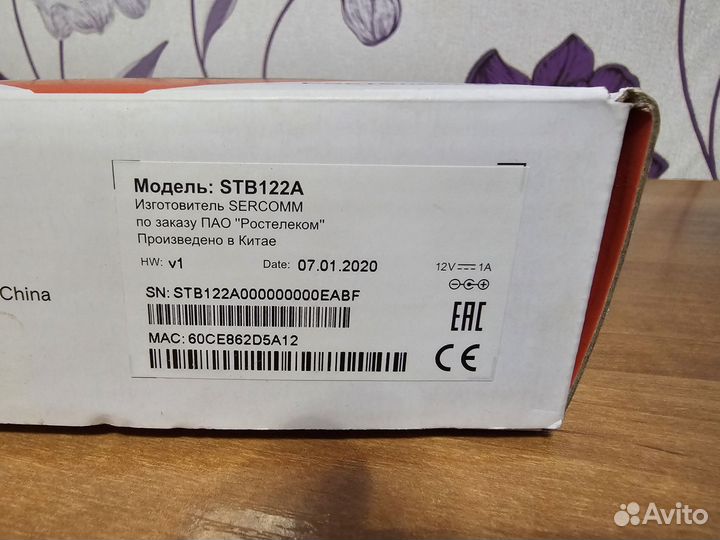 China
Модель: STB122A
Изготовитель SERCOMM
по заказу ПАО "Ростелеком"
Произведено в Китае
HW: v1 Date: 07.01.2020 12V 1A
SN: STB122A000000000EABF
MAC: 60CE862D5A12
EAC
CE
Avito